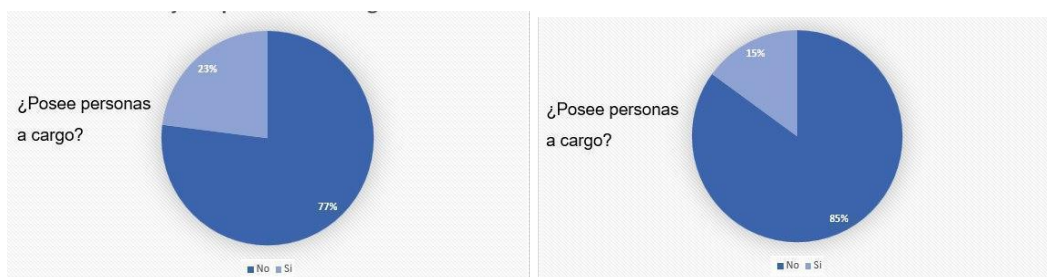 23%
¿Posee personas
a cargo?
77%
No Si
15%
¿Posee personas
a cargo?
85%
No Si